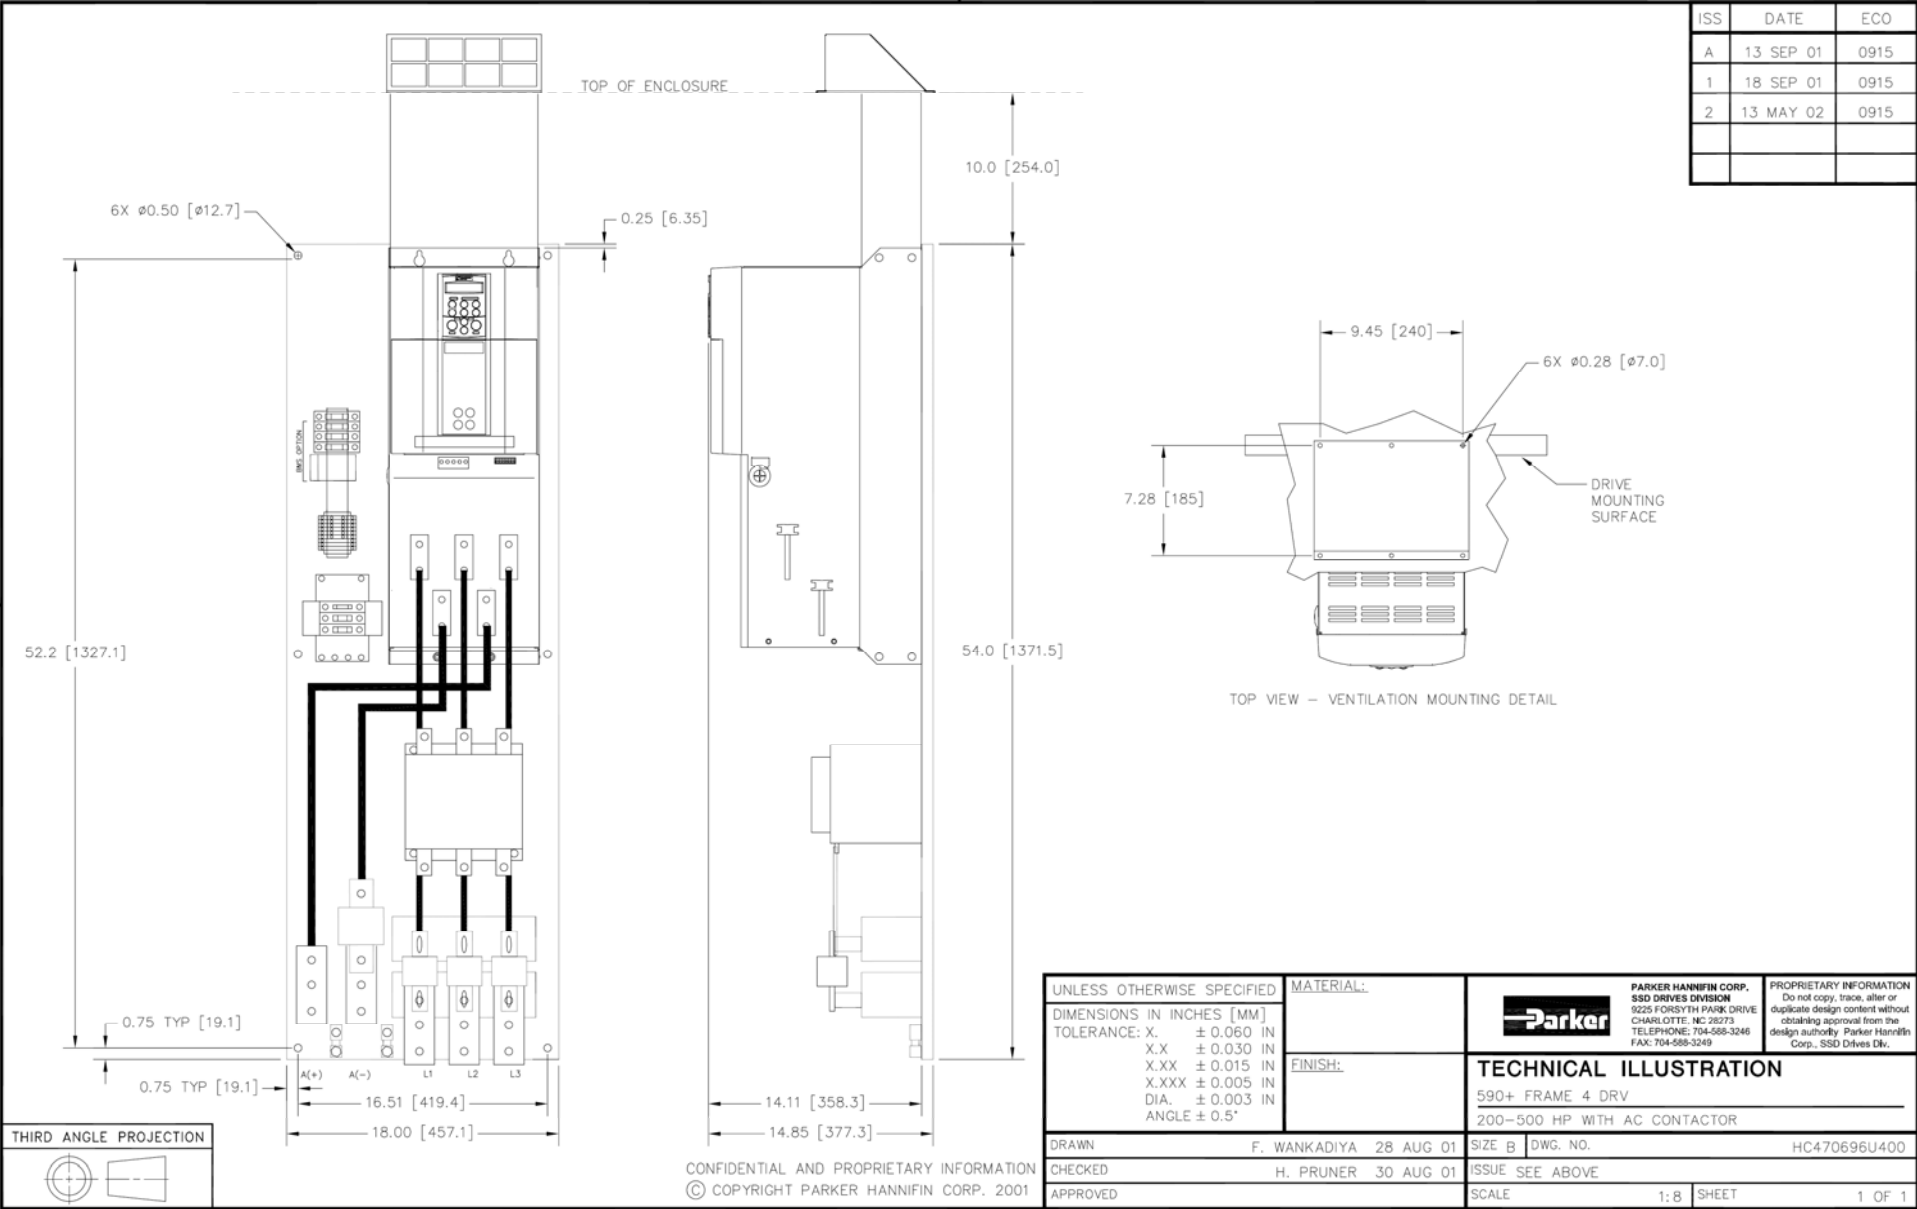 ISS DATE ECO
A 13 SEP 01 0915
1 18 SEP 01 0915
2 13 MAY 02 0915
TOP OF ENCLOSURE
10.0 [254.0]
6X ø0.50 [ø12.7]
0.25 [6.35]
9.45 [240]
6X ø0.28 [ø7.0]
BNS OPTION
DRIVE
MOUNTING
SURFACE
7.28 [185]
52.2 [1327.1]
54.0 [1371.5]
TOP VIEW – VENTILATION MOUNTING DETAIL
0.75 TYP [19.1]
A(+) A(–) L1 L2 L3
0.75 TYP [19.1]
16.51 [419.4]
18.00 [457.1]
14.11 [358.3]
14.85 [377.3]
THIRD ANGLE PROJECTION
CONFIDENTIAL AND PROPRIETARY INFORMATION
© COPYRIGHT PARKER HANNIFIN CORP. 2001
UNLESS OTHERWISE SPECIFIED
DIMENSIONS IN INCHES [MM]
TOLERANCE: X. ± 0.060 IN
X.X ± 0.030 IN
X.XX ± 0.015 IN
X.XXX ± 0.005 IN
DIA. ± 0.003 IN
ANGLE ± 0.5°
MATERIAL:
FINISH:
Parker
PARKER HANNIFIN CORP.
SSD DRIVES DIVISION
9225 FORSYTH PARK DRIVE
CHARLOTTE, NC 28273
TELEPHONE: 704-588-3246
FAX: 704-588-3249
PROPRIETARY INFORMATION
Do not copy, trace, alter or
duplicate design content without
obtaining approval from the
design authority Parker Hannifin
Corp., SSD Drives Div.
TECHNICAL ILLUSTRATION
590+ FRAME 4 DRV
200–500 HP WITH AC CONTACTOR
DRAWN F. WANKADIYA 28 AUG 01
CHECKED H. PRUNER 30 AUG 01
APPROVED
SIZE B DWG. NO. HC470696U400
ISSUE SEE ABOVE
SCALE 1:8 SHEET 1 OF 1